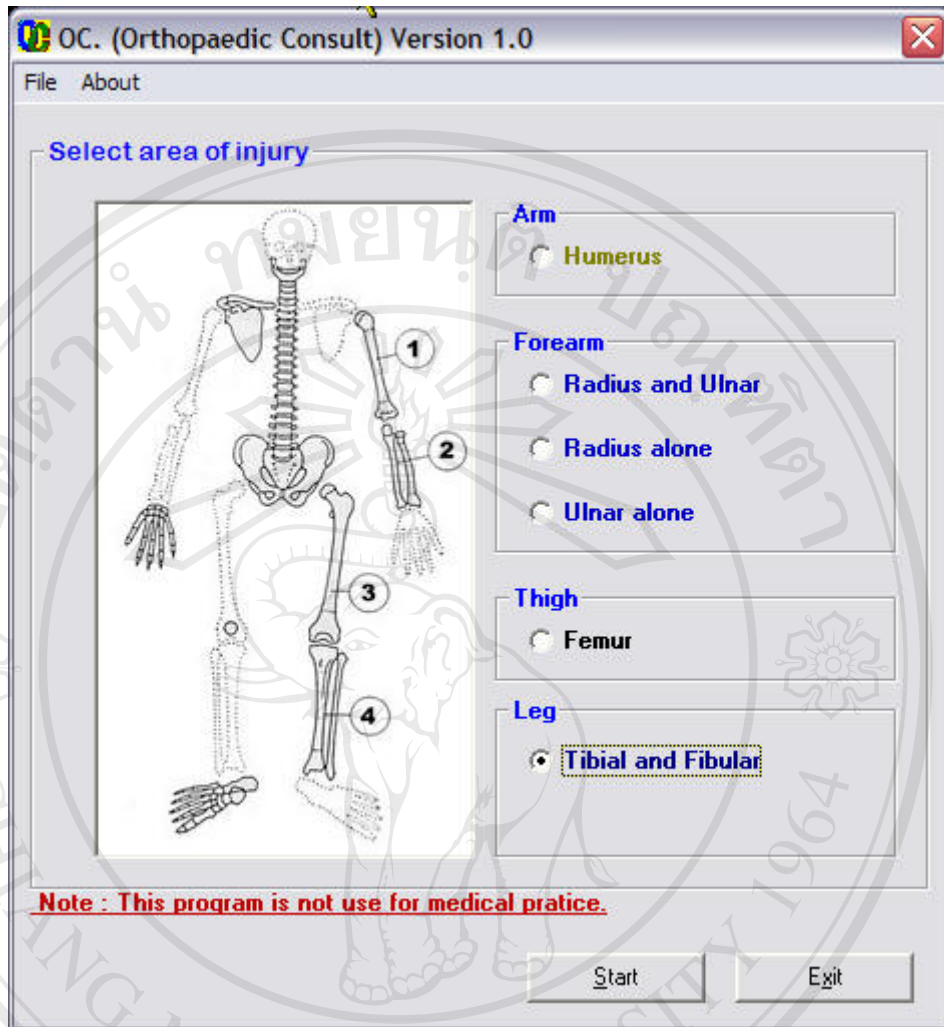 OC. (Orthopaedic Consult) Version 1.0
File About
Select area of injury
Arm
Humerus
1
Forearm
Radius and Ulnar
2
Radius alone
Ulnar alone
3
Thigh
Femur
4
Leg
Tibial and Fibular
Note : This program is not use for medical pratice.
Start Exit
1964